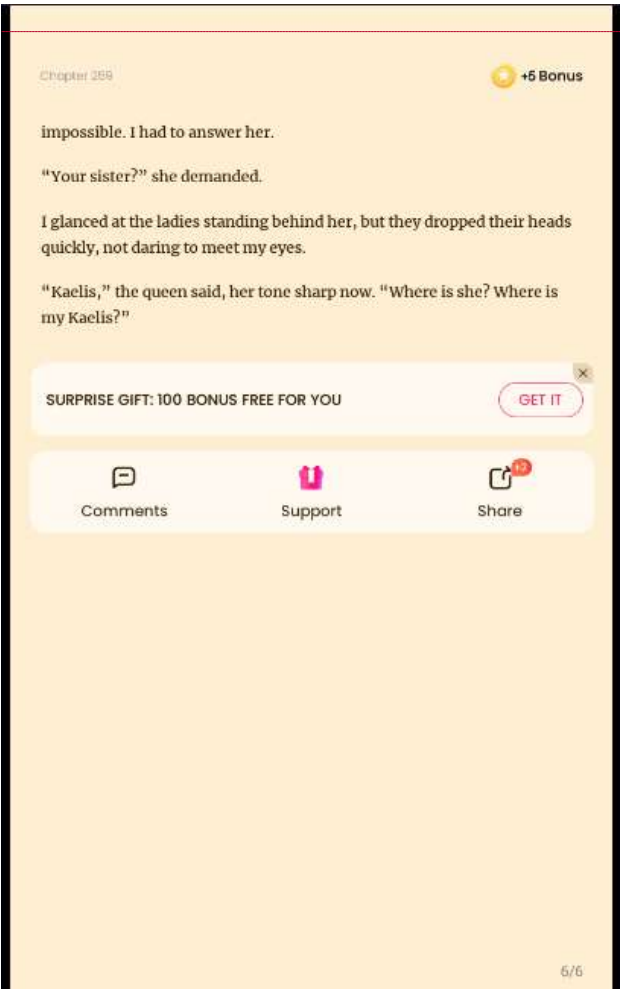 Chapter 259
+5 Bonus
impossible. I had to answer her.
“Your sister?” she demanded.
I glanced at the ladies standing behind her, but they dropped their heads
quickly, not daring to meet my eyes.
“Kaelis,” the queen said, her tone sharp now. “Where is she? Where is
my Kaelis?”
SURPRISE GIFT: 100 BONUS FREE FOR YOU
GET IT
Comments
Support
+2
Share
6/6